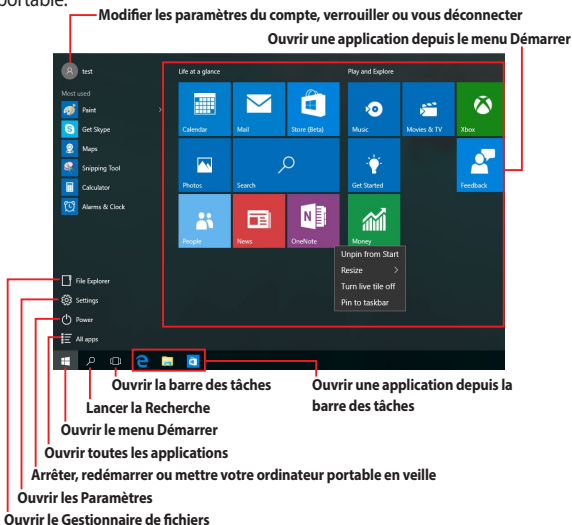 portable.
Modifier les paramètres du compte, verrouiller ou vous déconnecter
Ouvrir une application depuis le menu Démarrer
test
Life at a glance
Play and Explore
Most used
Paint
Get Skype
Maps
Snipping Tool
Calculator
Alarms & Clock
Calendar
Mail
Store (Beta)
Music
Movies & TV
Xbox
Photos
Search
Get Started
Feedback
People
News
OneNote
Money
Unpin from Start
Resize
Turn live tile off
Pin to taskbar
File Explorer
Settings
Power
All apps
Ouvrir la barre des tâches
Ouvrir une application depuis la
barre des tâches
Lancer la Recherche
Ouvrir le menu Démarrer
Ouvrir toutes les applications
Arrêter, redémarrer ou mettre votre ordinateur portable en veille
Ouvrir les Paramètres
Ouvrir le Gestionnaire de fichiers